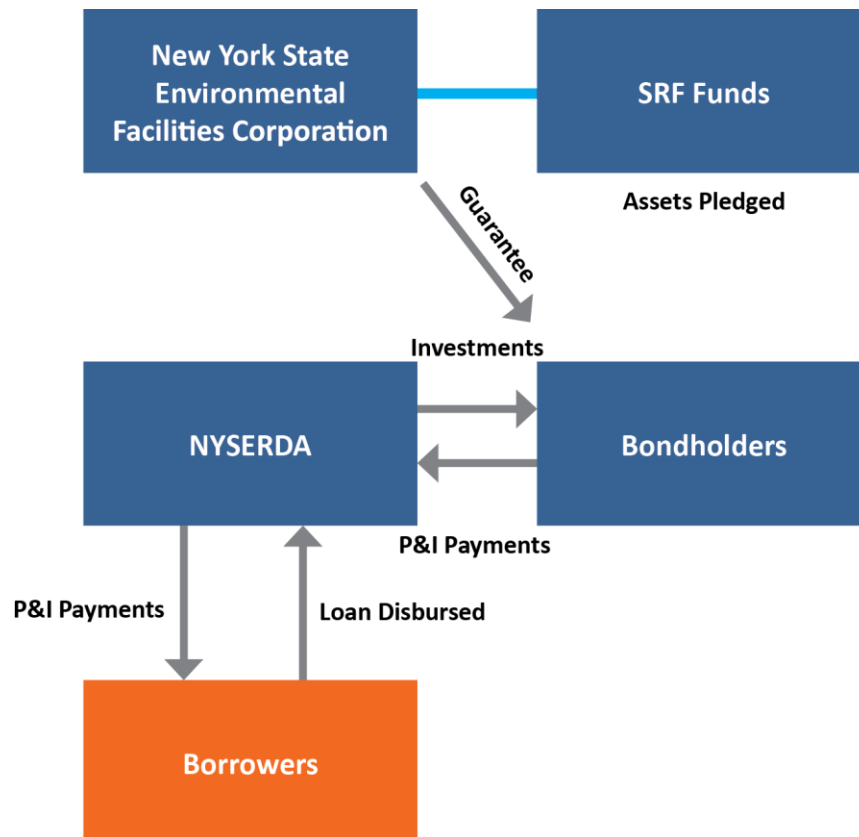 New York State
Environmental
Facilities Corporation
SRF Funds
Assets Pledged
Guarantee
Investments
NYSERDA
Bondholders
P&I Payments
P&I Payments
Loan Disbursed
Borrowers